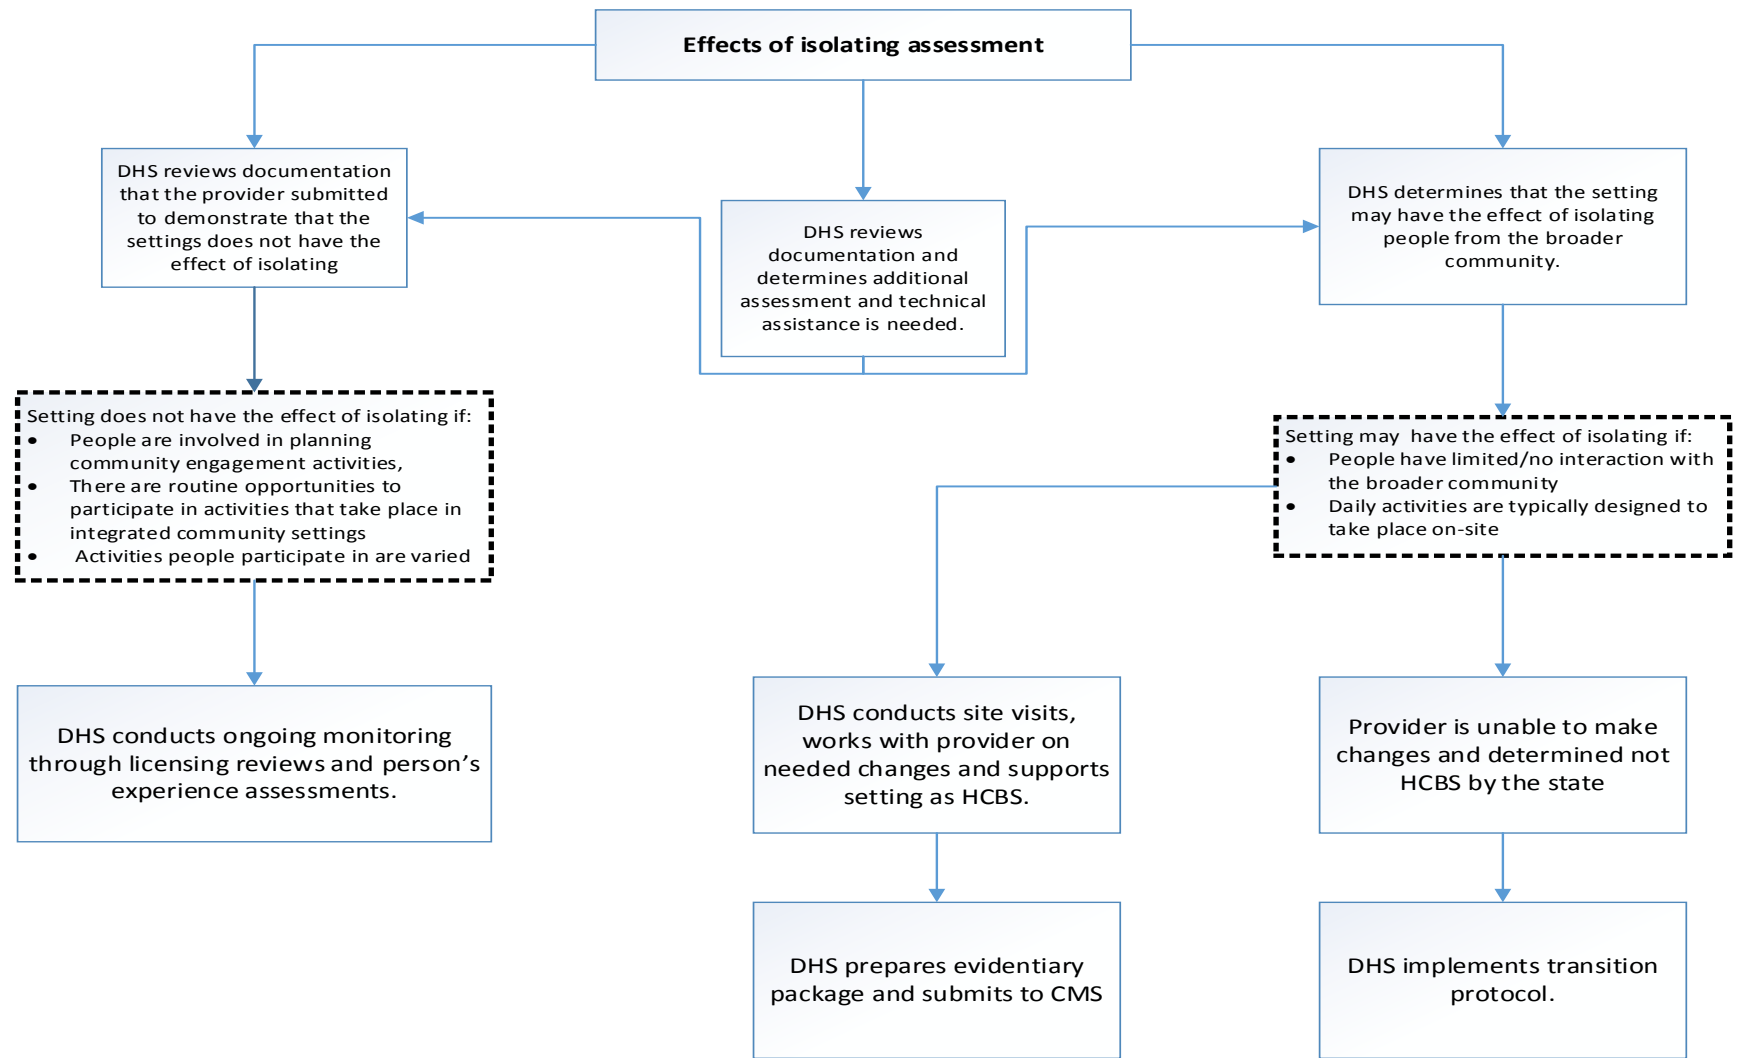 Effects of isolating assessment
DHS reviews documentation
that the provider submitted
to demonstrate that the
settings does not have the
effect of isolating
DHS reviews
documentation and
determines additional
assessment and technical
assistance is needed.
DHS determines that the setting
may have the effect of isolating
people from the broader
community.
Setting does not have the effect of isolating if:
• People are involved in planning
community engagement activities,
• There are routine opportunities to
participate in activities that take place in
integrated community settings
• Activities people participate in are varied
Setting may have the effect of isolating if:
• People have limited/no interaction with
the broader community
• Daily activities are typically designed to
take place on-site
DHS conducts ongoing monitoring
through licensing reviews and person’s
experience assessments.
DHS conducts site visits,
works with provider on
needed changes and supports
setting as HCBS.
Provider is unable to make
changes and determined not
HCBS by the state
DHS prepares evidentiary
package and submits to CMS
DHS implements transition
protocol.